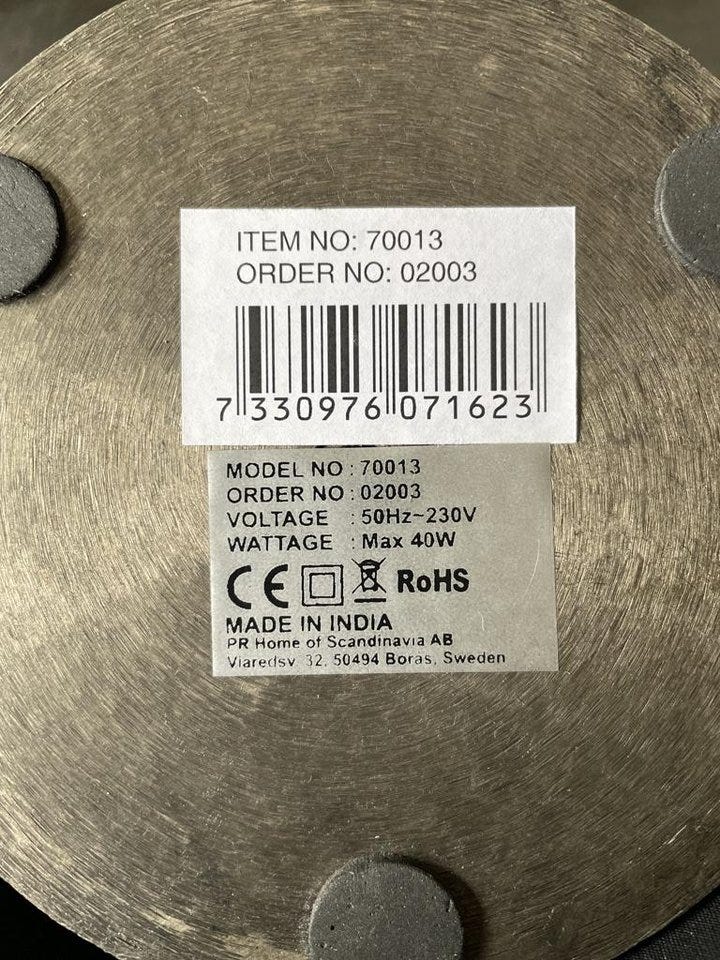 ITEM NO: 70013
ORDER NO: 02003
7 330976 071623
MODEL NO : 70013
ORDER NO : 02003
VOLTAGE : 50Hz~230V
WATTAGE : Max 40W
CE RoHS
MADE IN INDIA
PR Home of Scandinavia AB
Viaredsv. 32, 50494 Boras, Sweden